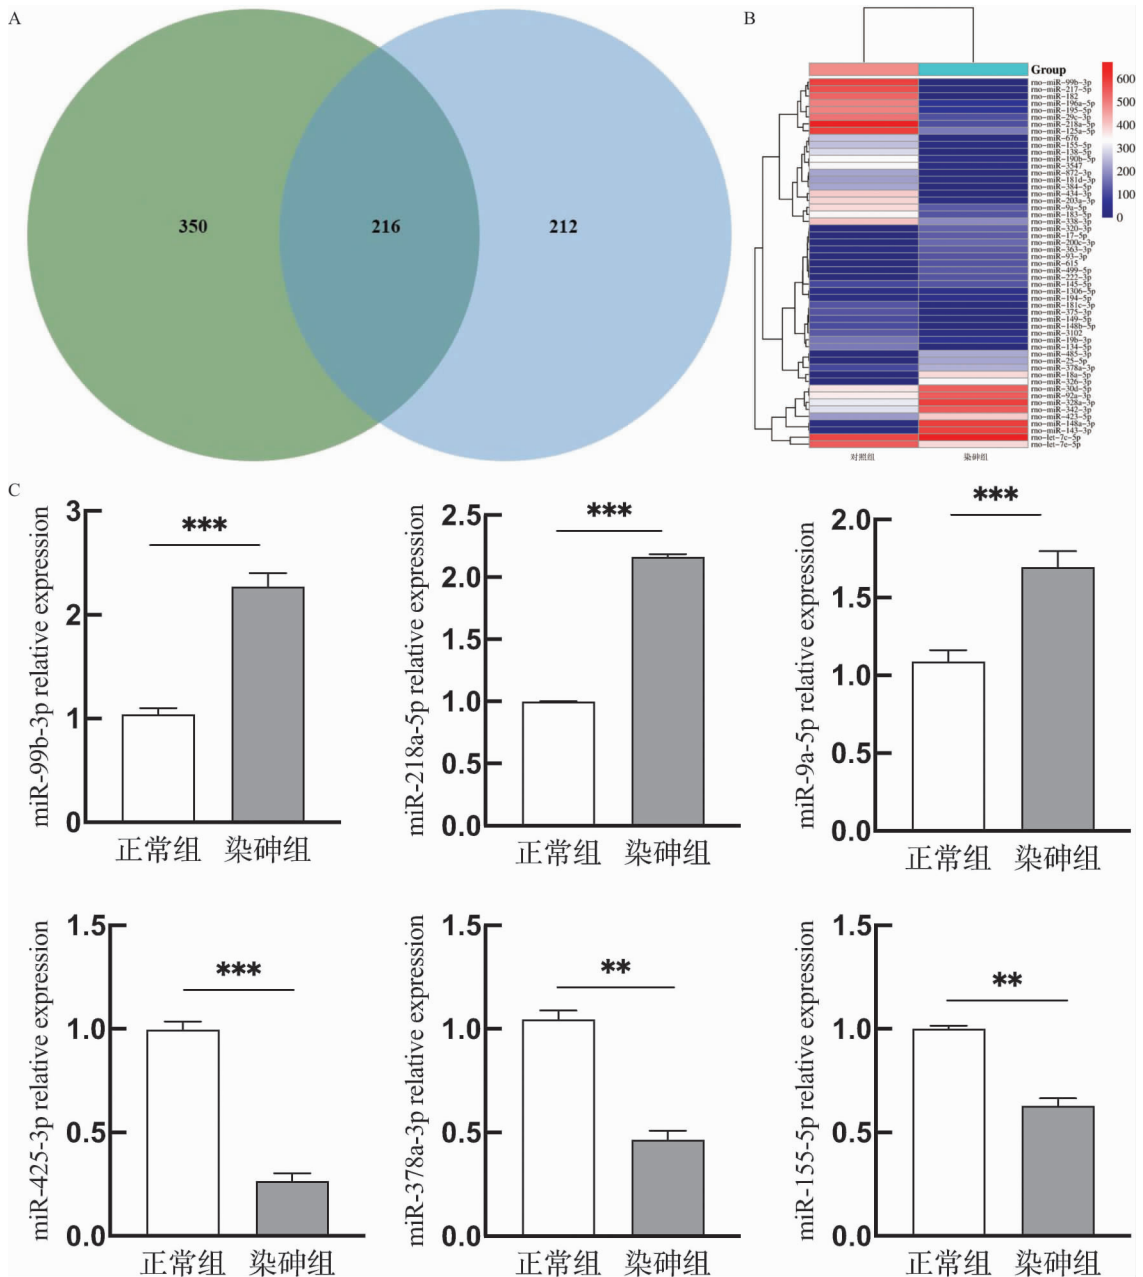 A
350
216
212
B
Group
rno-miR-99b-3p
rno-miR-217-5p
rno-miR-182
rno-miR-196a-5p
rno-miR-195-5p
rno-miR-29c-3p
rno-miR-218a-5p
rno-miR-125a-5p
rno-miR-676
rno-miR-155-5p
rno-miR-138-5p
rno-miR-190b-5p
rno-miR-3547
rno-miR-872-3p
rno-miR-181d-3p
rno-miR-384-5p
rno-miR-434-3p
rno-miR-203a-3p
rno-miR-9a-5p
rno-miR-183-5p
rno-miR-338-3p
rno-miR-320-3p
rno-miR-17-5p
rno-miR-200c-3p
rno-miR-363-3p
rno-miR-93-3p
rno-miR-615
rno-miR-499-5p
rno-miR-222-3p
rno-miR-145-5p
rno-miR-1306-5p
rno-miR-194-5p
rno-miR-181c-3p
rno-miR-375-3p
rno-miR-149-5p
rno-miR-148b-5p
rno-miR-3102
rno-miR-19b-3p
rno-miR-134-5p
rno-miR-485-3p
rno-miR-25-5p
rno-miR-378a-3p
rno-miR-18a-5p
rno-miR-326-3p
rno-miR-30d-5p
rno-miR-92a-3p
rno-miR-328a-3p
rno-miR-342-3p
rno-miR-423-5p
rno-miR-148a-3p
rno-miR-143-3p
rno-let-7c-5p
rno-let-7e-5p
600
500
400
300
200
100
0
对照组 染砷组
C
miR-99b-3p relative expression
3
2
1
0
***
正常组 染砷组
miR-218a-5p relative expression
2.5
2.0
1.5
1.0
0.5
0.0
***
正常组 染砷组
miR-9a-5p relative expression
2.0
1.5
1.0
0.5
0.0
***
正常组 染砷组
miR-425-3p relative expression
1.5
1.0
0.5
0.0
***
正常组 染砷组
miR-378a-3p relative expression
1.5
1.0
0.5
0.0
**
正常组 染砷组
miR-155-5p relative expression
1.5
1.0
0.5
0.0
**
正常组 染砷组